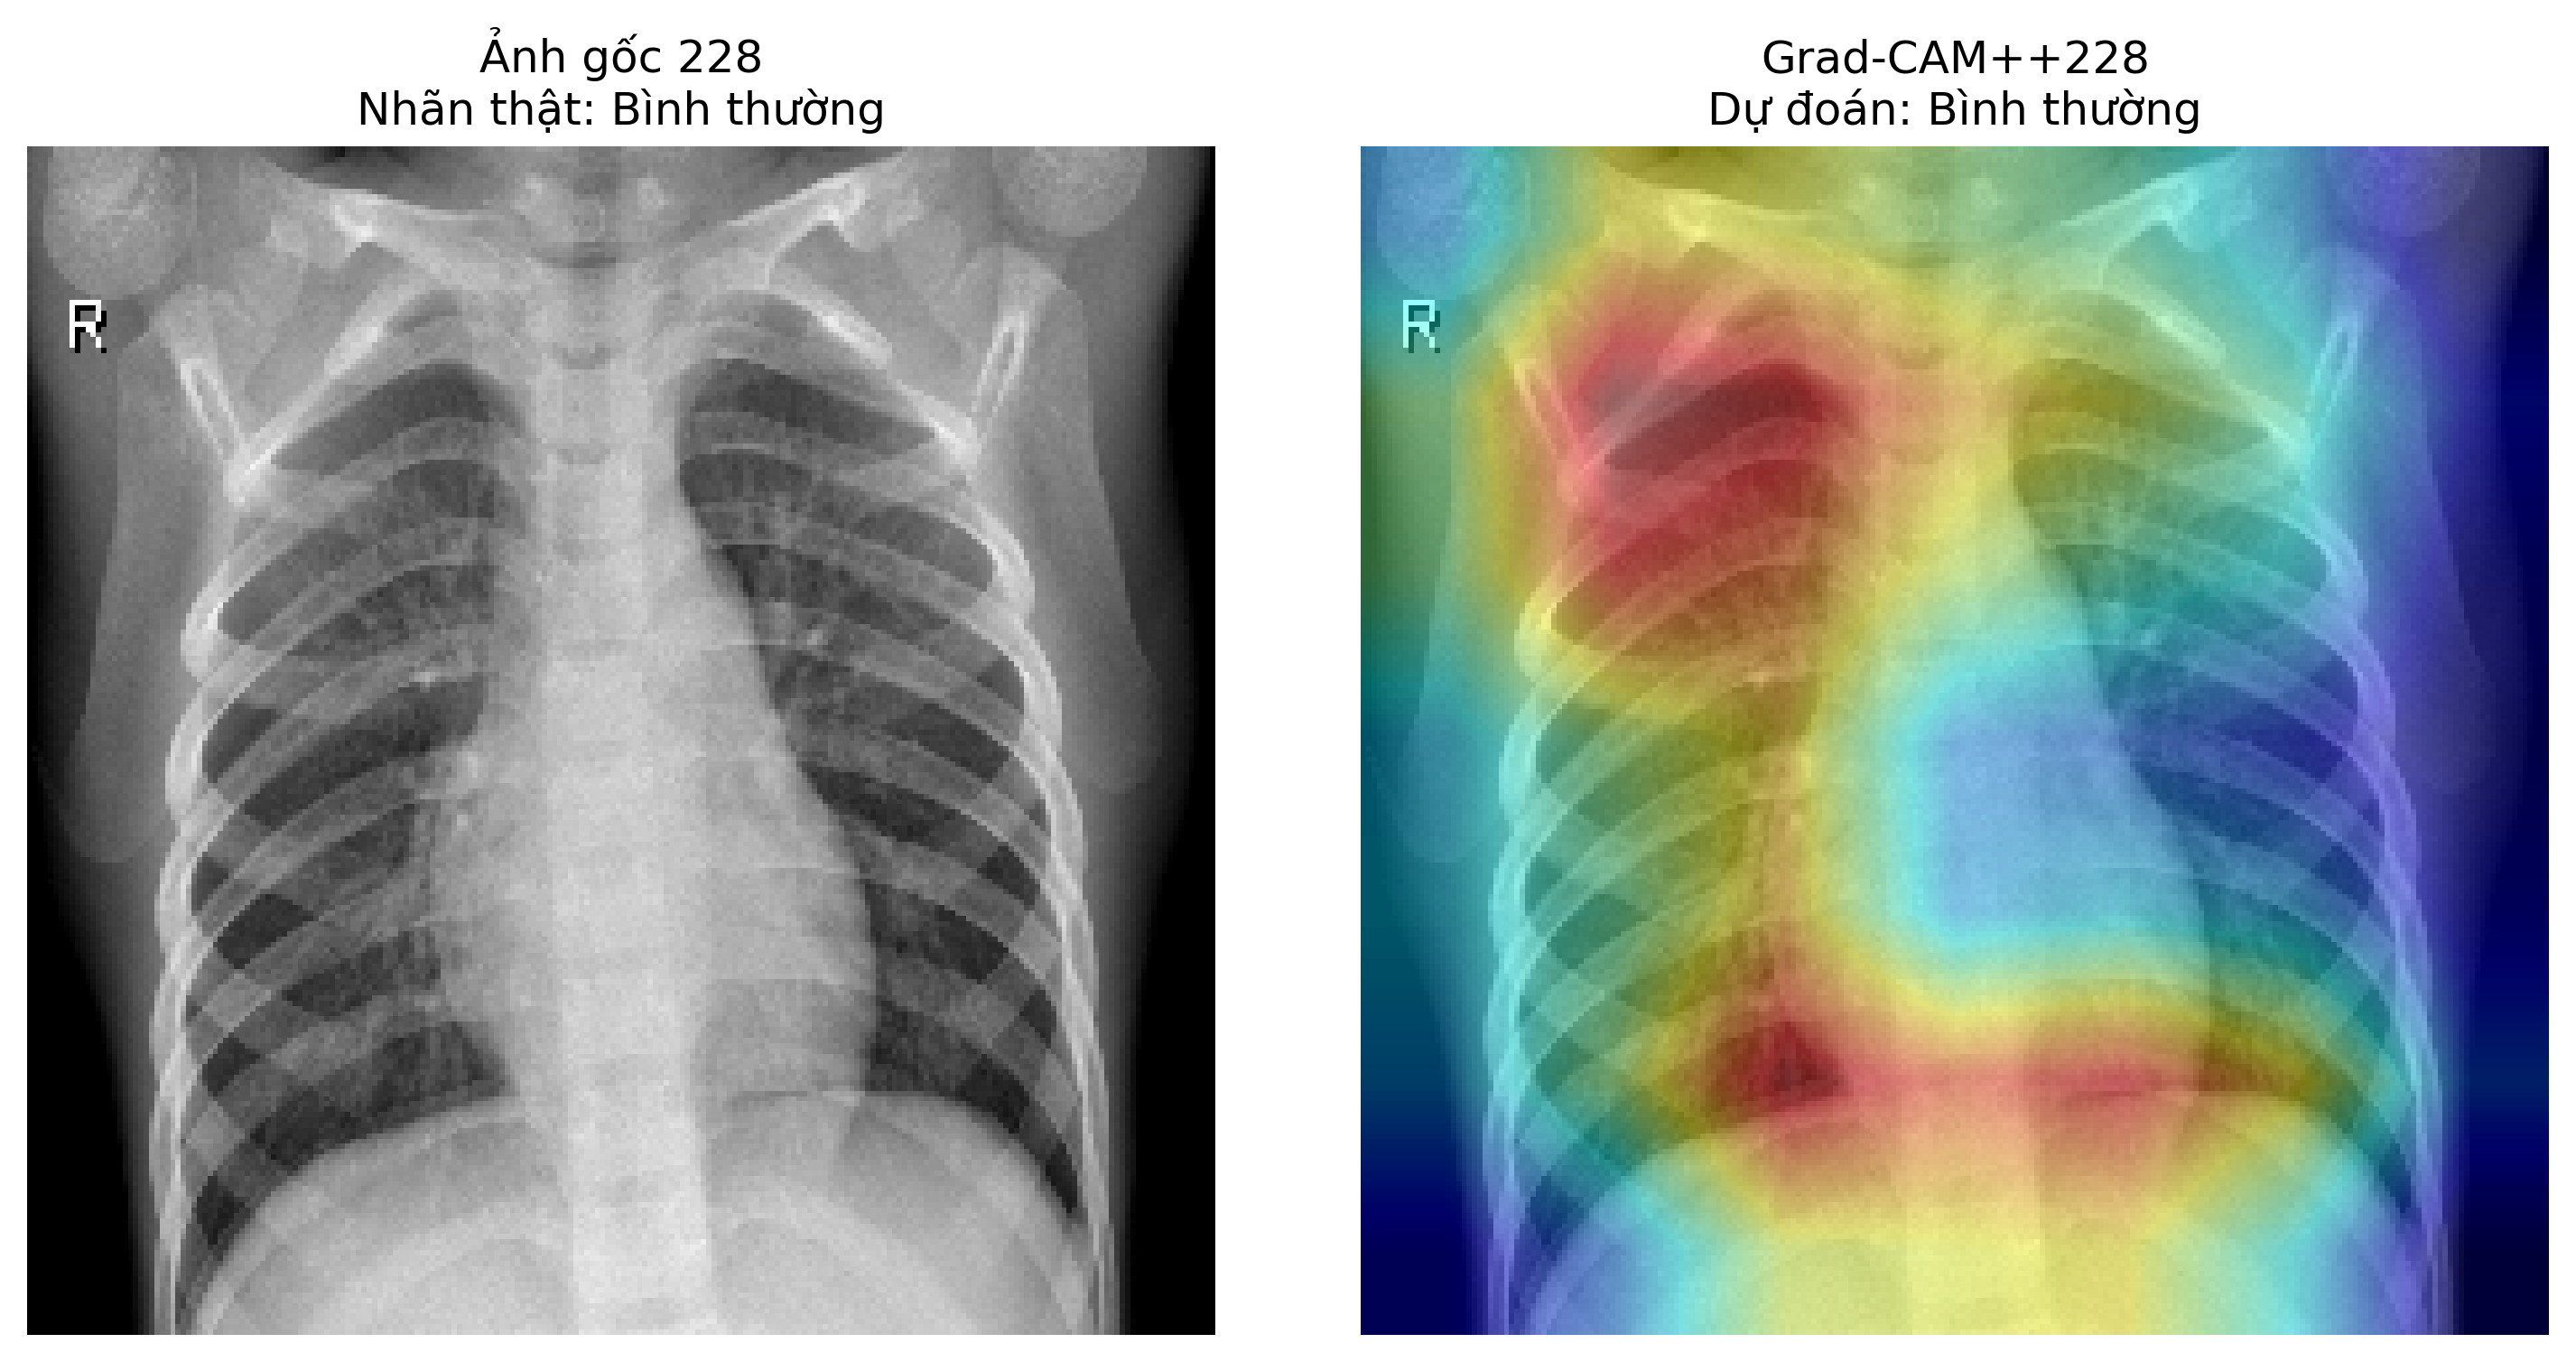 Ảnh gốc 228
Nhãn thật: Bình thường
Grad-CAM++228
Dự đoán: Bình thường
R
R